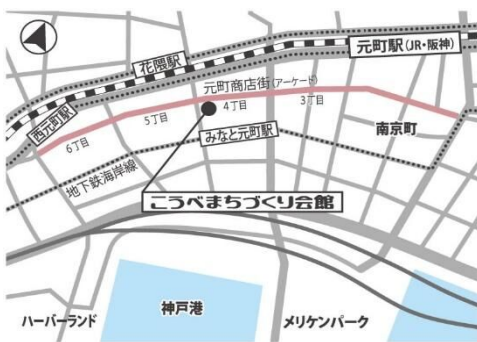 元町駅(JR・阪神)
花隈駅
元町商店街(アーケード)
西元町駅
6丁目
5丁目
4丁目
3丁目
みなと元町駅
南京町
地下鉄海岸線
こうべまちづくり会館
神戸港
ハーバーランド
メリケンパーク